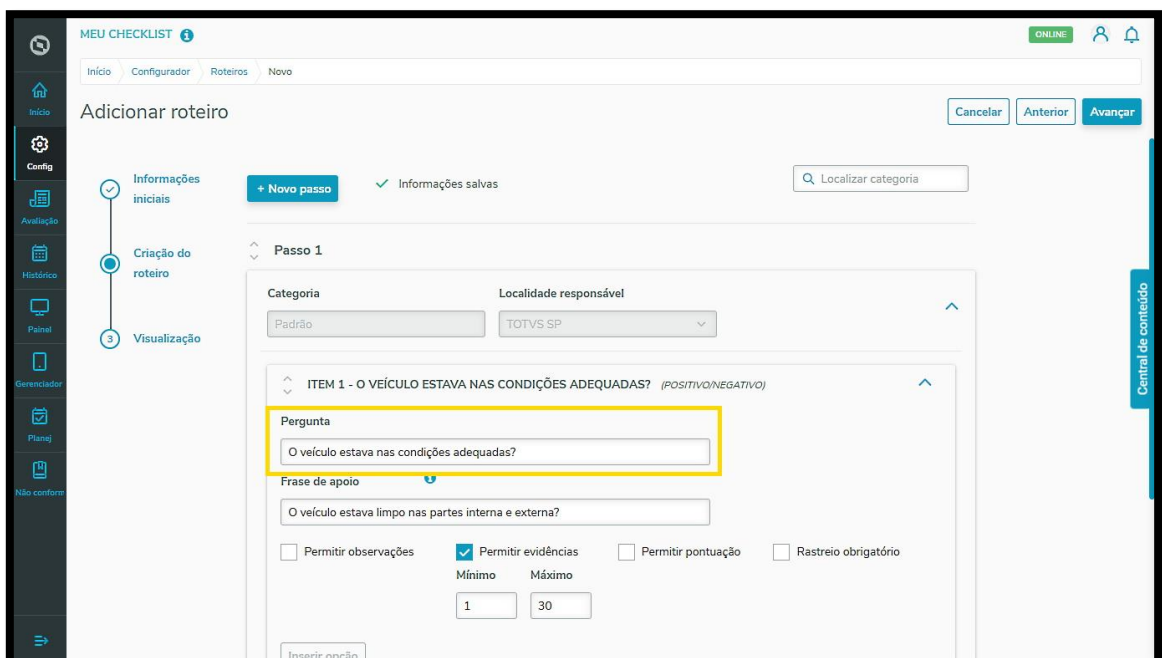 MEU CHECKLIST
ONLINE
Início Configurador Roteiros Novo
Adicionar roteiro
Cancelar Anterior Avançar
Início
Config
Avaliação
Histórico
Painel
Gerenciador
Planej
Não conform
Informações
iniciais
Criação do
roteiro
3 Visualização
+ Novo passo
Informações salvas
Localizar categoria
Passo 1
Categoria Localidade responsável
Padrão TOTVS SP
ITEM 1 - O VEÍCULO ESTAVA NAS CONDIÇÕES ADEQUADAS? (POSITIVO/NEGATIVO)
Pergunta
O veículo estava nas condições adequadas?
Frase de apoio
O veículo estava limpo nas partes interna e externa?
Permitir observações Permitir evidências Permitir pontuação Rastreio obrigatório
Mínimo Máximo
1 30
Inserir opção
Central de conteúdo